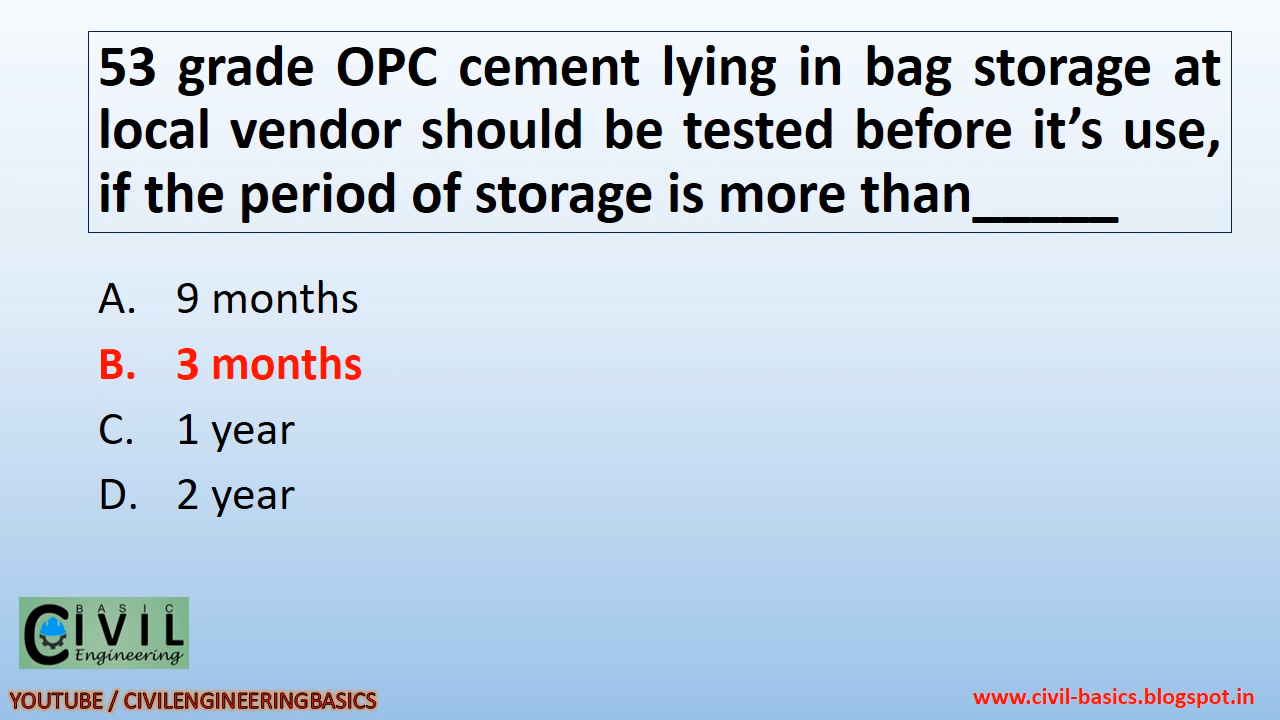 53 grade OPC cement lying in bag storage at
local vendor should be tested before it’s use,
if the period of storage is more than_____
A. 9 months
B. 3 months
C. 1 year
D. 2 year
BASIC
CIVIL
Engineering
YOUTUBE / CIVILENGINEERINGBASICS
www.civil-basics.blogspot.in